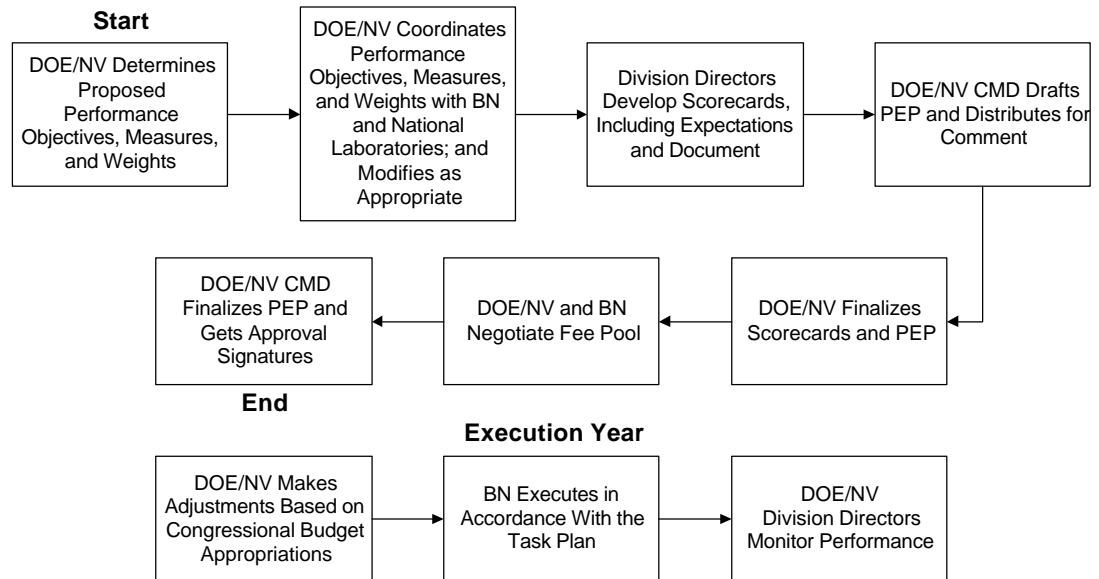 Start
DOE/NV Determines
Proposed
Performance
Objectives, Measures,
and Weights
DOE/NV Coordinates
Performance
Objectives, Measures,
and Weights with BN
and National
Laboratories; and
Modifies as
Appropriate
Division Directors
Develop Scorecards,
Including Expectations
and Document
DOE/NV CMD Drafts
PEP and Distributes for
Comment
DOE/NV Finalizes
Scorecards and PEP
DOE/NV and BN
Negotiate Fee Pool
DOE/NV CMD
Finalizes PEP and
Gets Approval
Signatures
End
Execution Year
DOE/NV Makes
Adjustments Based on
Congressional Budget
Appropriations
BN Executes in
Accordance With the
Task Plan
DOE/NV
Division Directors
Monitor Performance